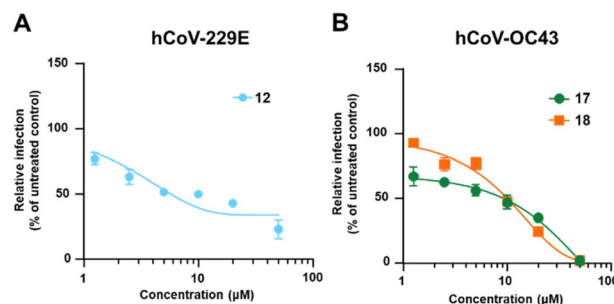 A
hCoV-229E
150
100
50
0
1
10
100
Relative infection
(% of untreated control)
Concentration (µM)
12
B
hCoV-OC43
150
100
50
0
1
10
100
Relative infection
(% of untreated control)
Concentration (µM)
17
18